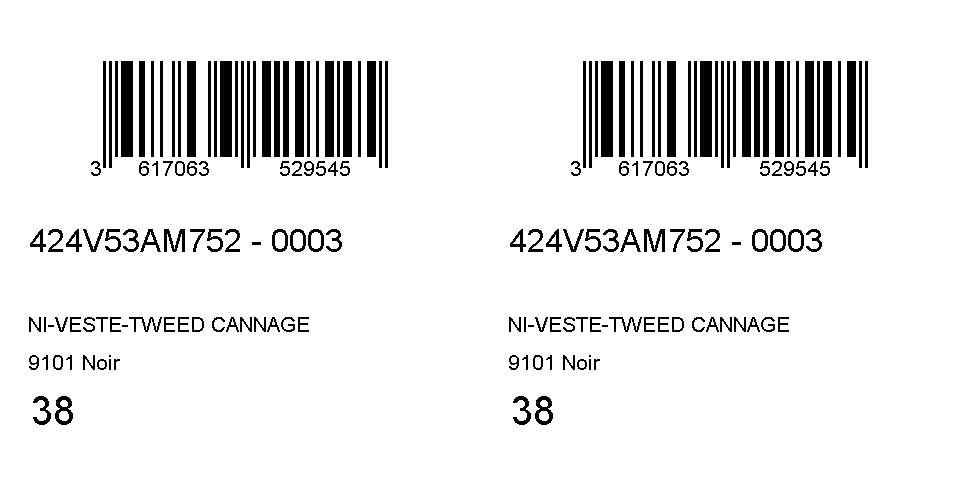 3 617063 529545 3 617063 529545
424V53AM752 - 0003 424V53AM752 - 0003
NI-VESTE-TWEED CANNAGE NI-VESTE-TWEED CANNAGE
9101 Noir 9101 Noir
38 38